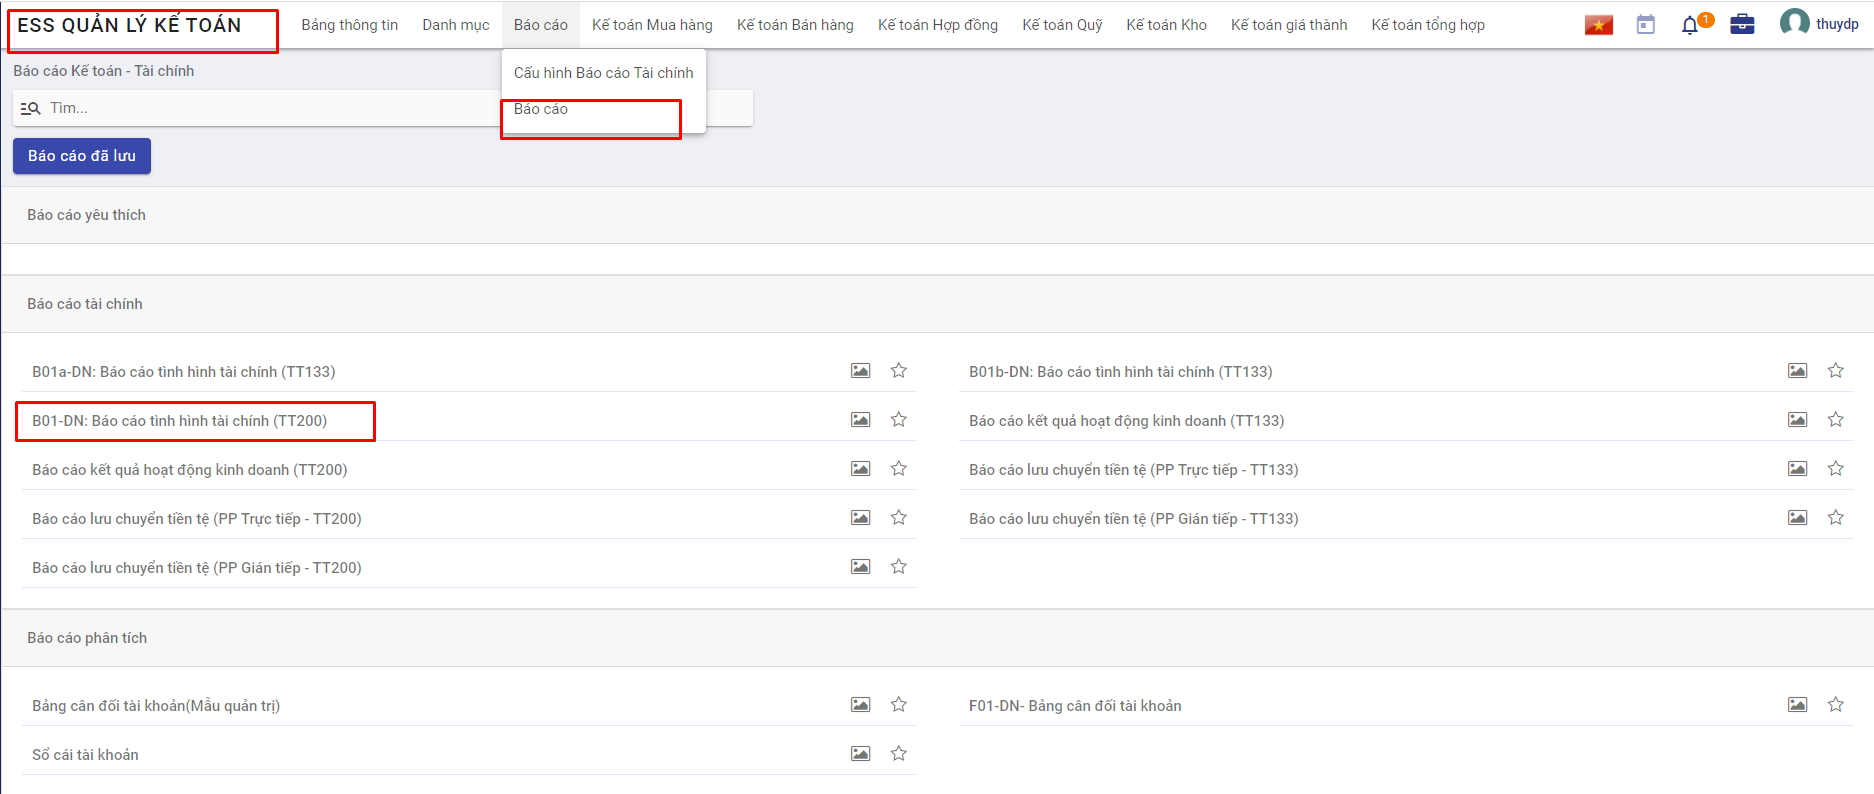 ESS QUẢN LÝ KẾ TOÁN
Bảng thông tin Danh mục Báo cáo Kế toán Mua hàng Kế toán Bán hàng Kế toán Hợp đồng Kế toán Quỹ Kế toán Kho Kế toán giá thành Kế toán tổng hợp 1 thuydp
Cấu hình Báo cáo Tài chính
Báo cáo
Báo cáo Kế toán - Tài chính
Tìm...
Báo cáo đã lưu
Báo cáo yêu thích
Báo cáo tài chính
B01a-DN: Báo cáo tình hình tài chính (TT133)
B01b-DN: Báo cáo tình hình tài chính (TT133)
B01-DN: Báo cáo tình hình tài chính (TT200)
Báo cáo kết quả hoạt động kinh doanh (TT133)
Báo cáo kết quả hoạt động kinh doanh (TT200)
Báo cáo lưu chuyển tiền tệ (PP Trực tiếp - TT133)
Báo cáo lưu chuyển tiền tệ (PP Trực tiếp - TT200)
Báo cáo lưu chuyển tiền tệ (PP Gián tiếp - TT133)
Báo cáo lưu chuyển tiền tệ (PP Gián tiếp - TT200)
Báo cáo phân tích
Bảng cân đối tài khoản(Mẫu quản trị)
F01-DN- Bảng cân đối tài khoản
Sổ cái tài khoản